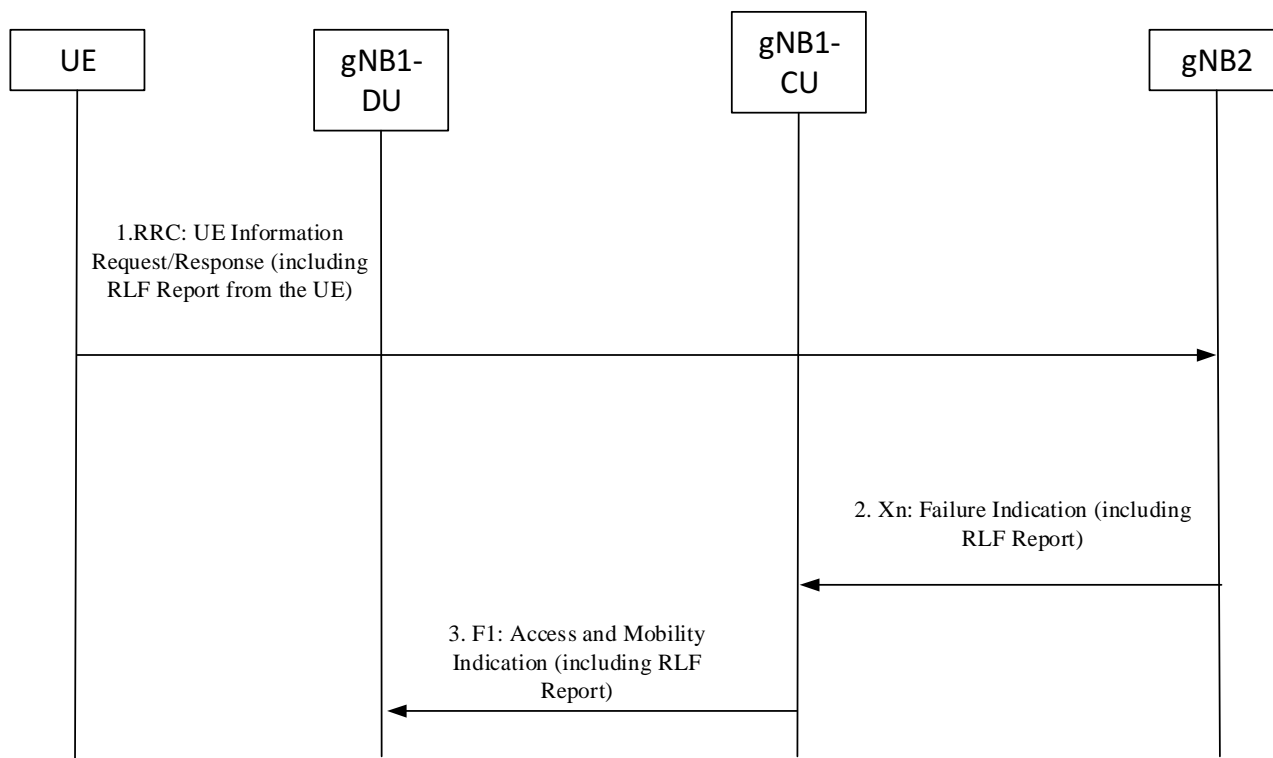 UE
gNB1-
DU
gNB1-
CU
gNB2
1.RRC: UE Information
Request/Response (including
RLF Report from the UE)
2. Xn: Failure Indication (including
RLF Report)
3. F1: Access and Mobility
Indication (including RLF
Report)